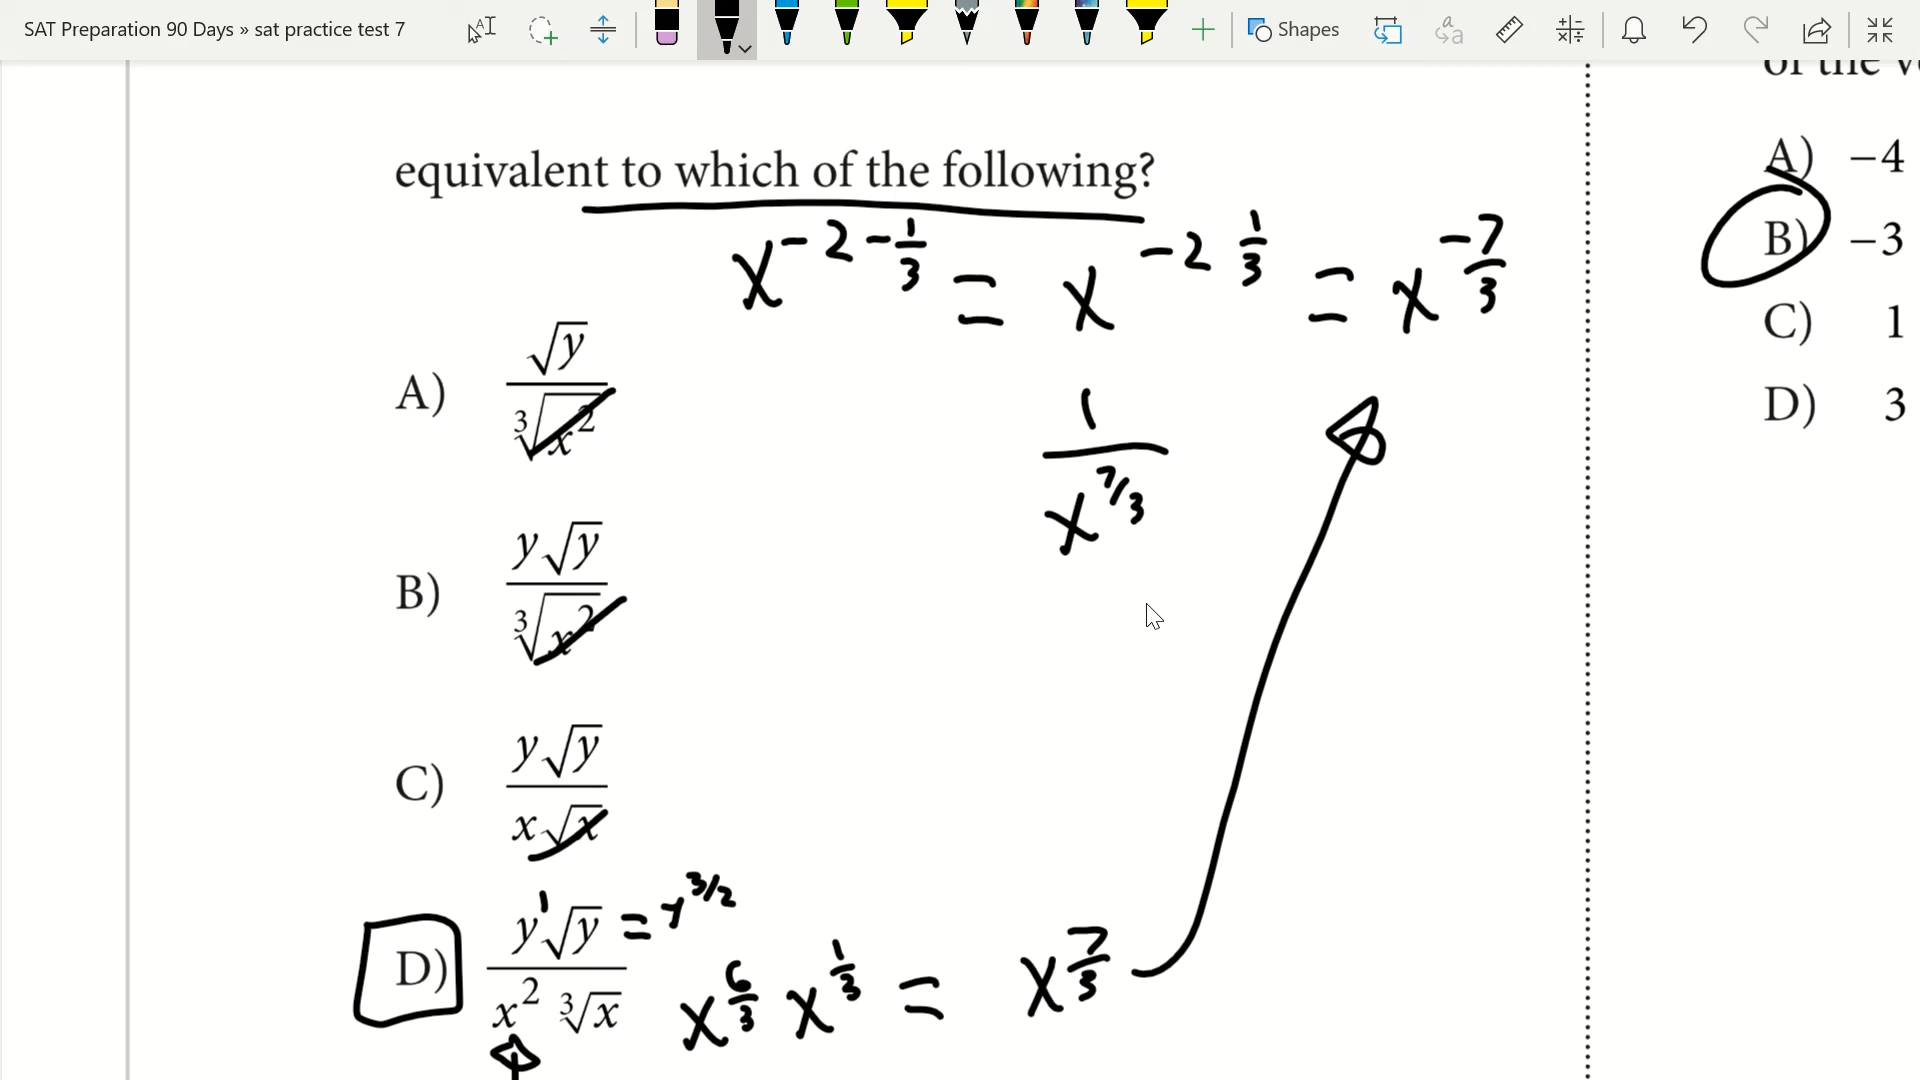 SAT Preparation 90 Days » sat practice test 7
Shapes
equivalent to which of the following?
x^{-2 - 1/3} = x^{-2 1/3} = x^{-7/3}
A) √y / ∛x²
1 / x^{7/3}
B) y√y / ∛x²
C) y√y / x√x
D) y¹√y / x² ∛x
= y^{3/2}
x^{6/3} x^{1/3} = x^{7/3}
A) −4
B) −3
C) 1
D) 3